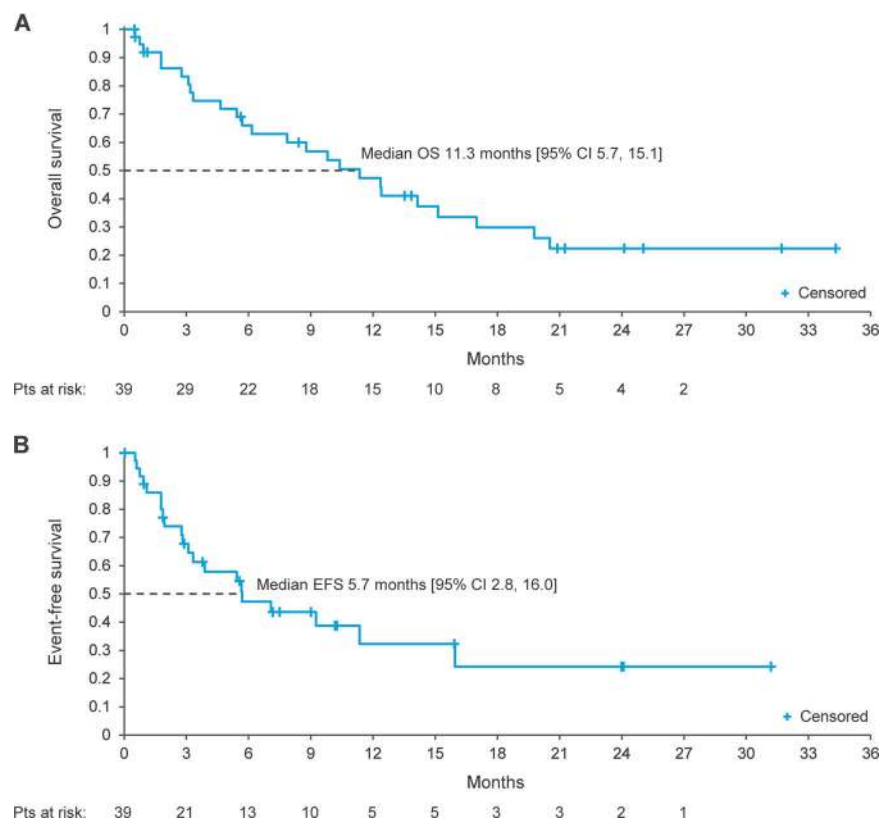 A
1
0.9
0.8
0.7
0.6
0.5
0.4
0.3
0.2
0.1
0
Overall survival
Median OS 11.3 months [95% CI 5.7, 15.1]
+ Censored
0 3 6 9 12 15 18 21 24 27 30 33 36
Months
Pts at risk: 39 29 22 18 15 10 8 5 4 2
B
1
0.9
0.8
0.7
0.6
0.5
0.4
0.3
0.2
0.1
0
Event-free survival
Median EFS 5.7 months [95% CI 2.8, 16.0]
+ Censored
0 3 6 9 12 15 18 21 24 27 30 33 36
Months
Pts at risk: 39 21 13 10 5 5 3 3 2 1